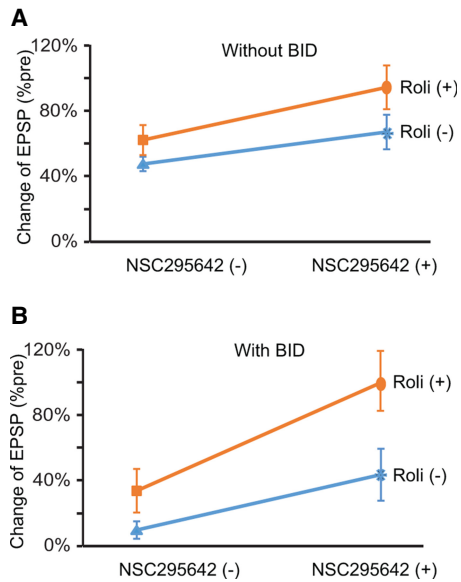 A
Without BID
Change of EPSP (%pre)
120%
80%
40%
0%
Roli (+)
Roli (-)
NSC295642 (-)
NSC295642 (+)
B
With BID
Change of EPSP (%pre)
120%
80%
40%
0%
Roli (+)
Roli (-)
NSC295642 (-)
NSC295642 (+)